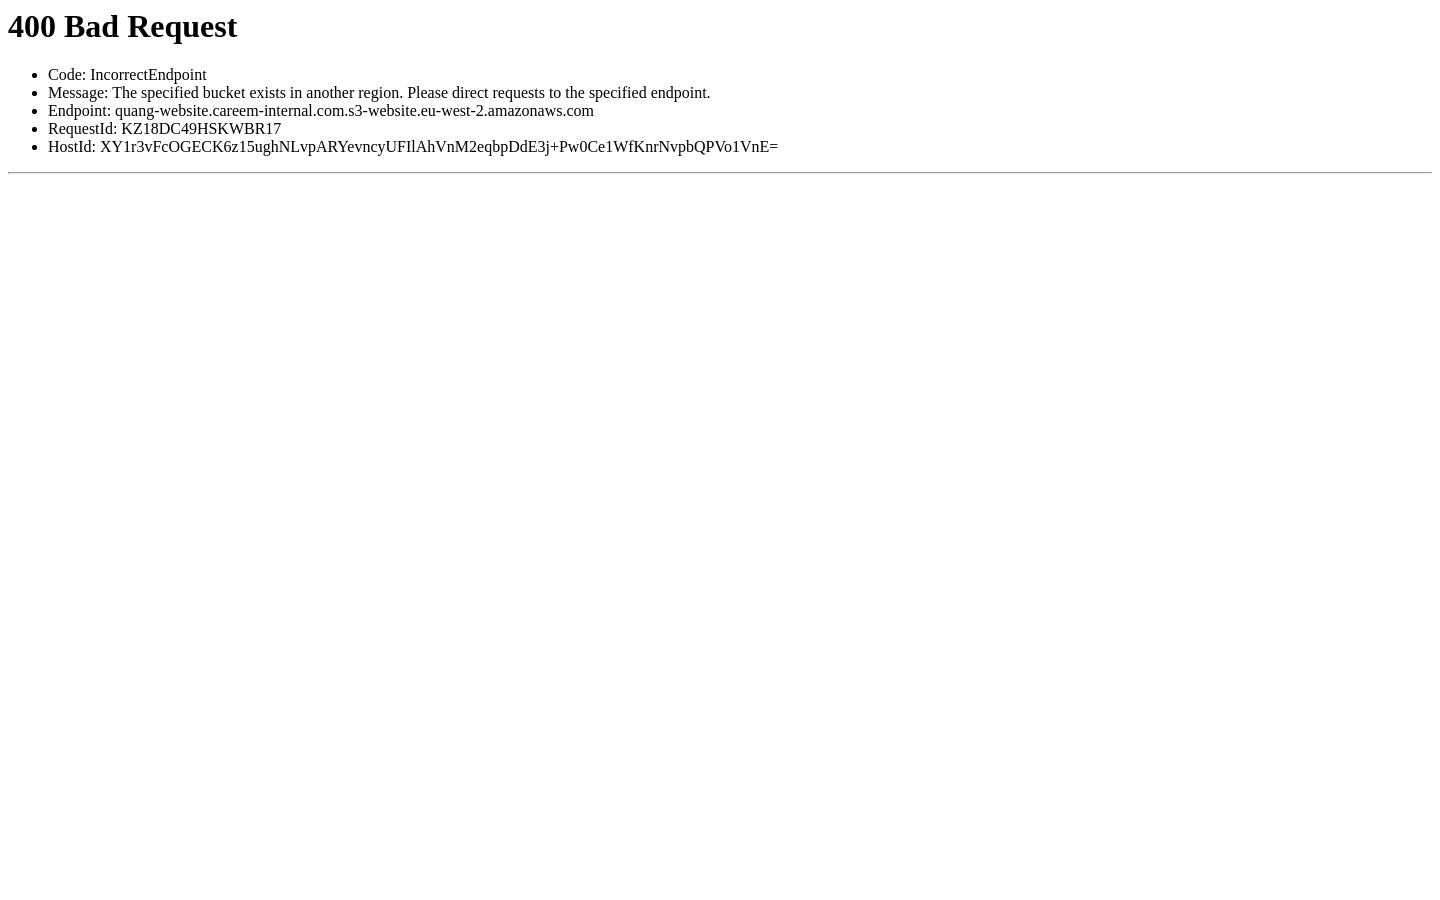 400 Bad Request
Code: IncorrectEndpoint
Message: The specified bucket exists in another region. Please direct requests to the specified endpoint.
Endpoint: quang-website.careem-internal.com.s3-website.eu-west-2.amazonaws.com
RequestId: KZ18DC49HSKWBR17
HostId: XY1r3vFcOGECK6z15ughNLvpARYevncyUFIlAhVnM2eqbpDdE3j+Pw0Ce1WfKnrNvpbQPVo1VnE=